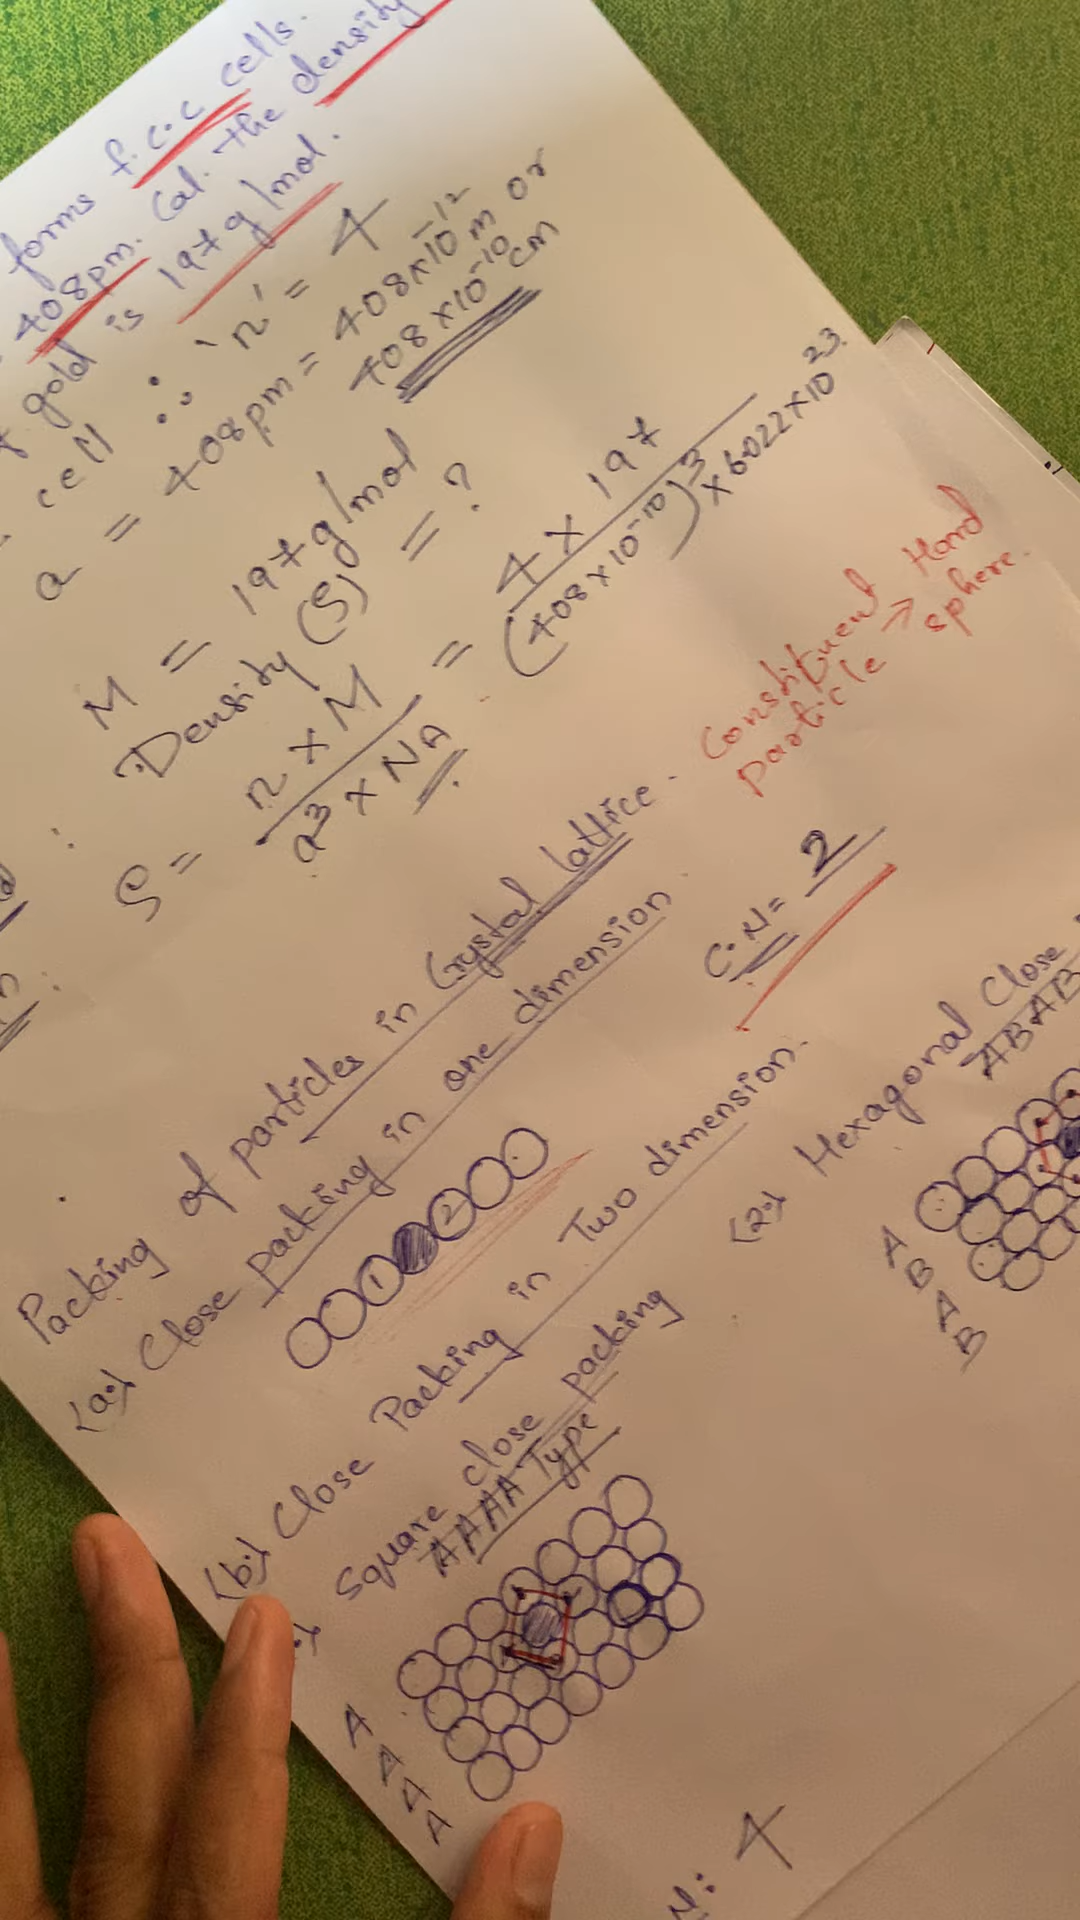 forms f.c.c cells.
408pm. Cal. the density
gold is 197 g/mol.
cell ∴ 'n' = 4
a = 408pm = 408×10⁻¹² m or
408×10⁻¹⁰ cm
M = 197 g/mol
Density (S) = ?
S = n × M / a³ × NA = 4 × 197 / (408×10⁻¹⁰)³ × 6.022×10²³
Packing of particles in Crystal lattice. Constituent particle → Hard sphere.
(a.) Close packing in one dimension.
C.N = 2
1 2
(b.) Close Packing in Two dimension.
Square close packing
AAAA Type
A
A
A
A
(2.) Hexagonal Close
ABAB
A
B
A
B
N: 4